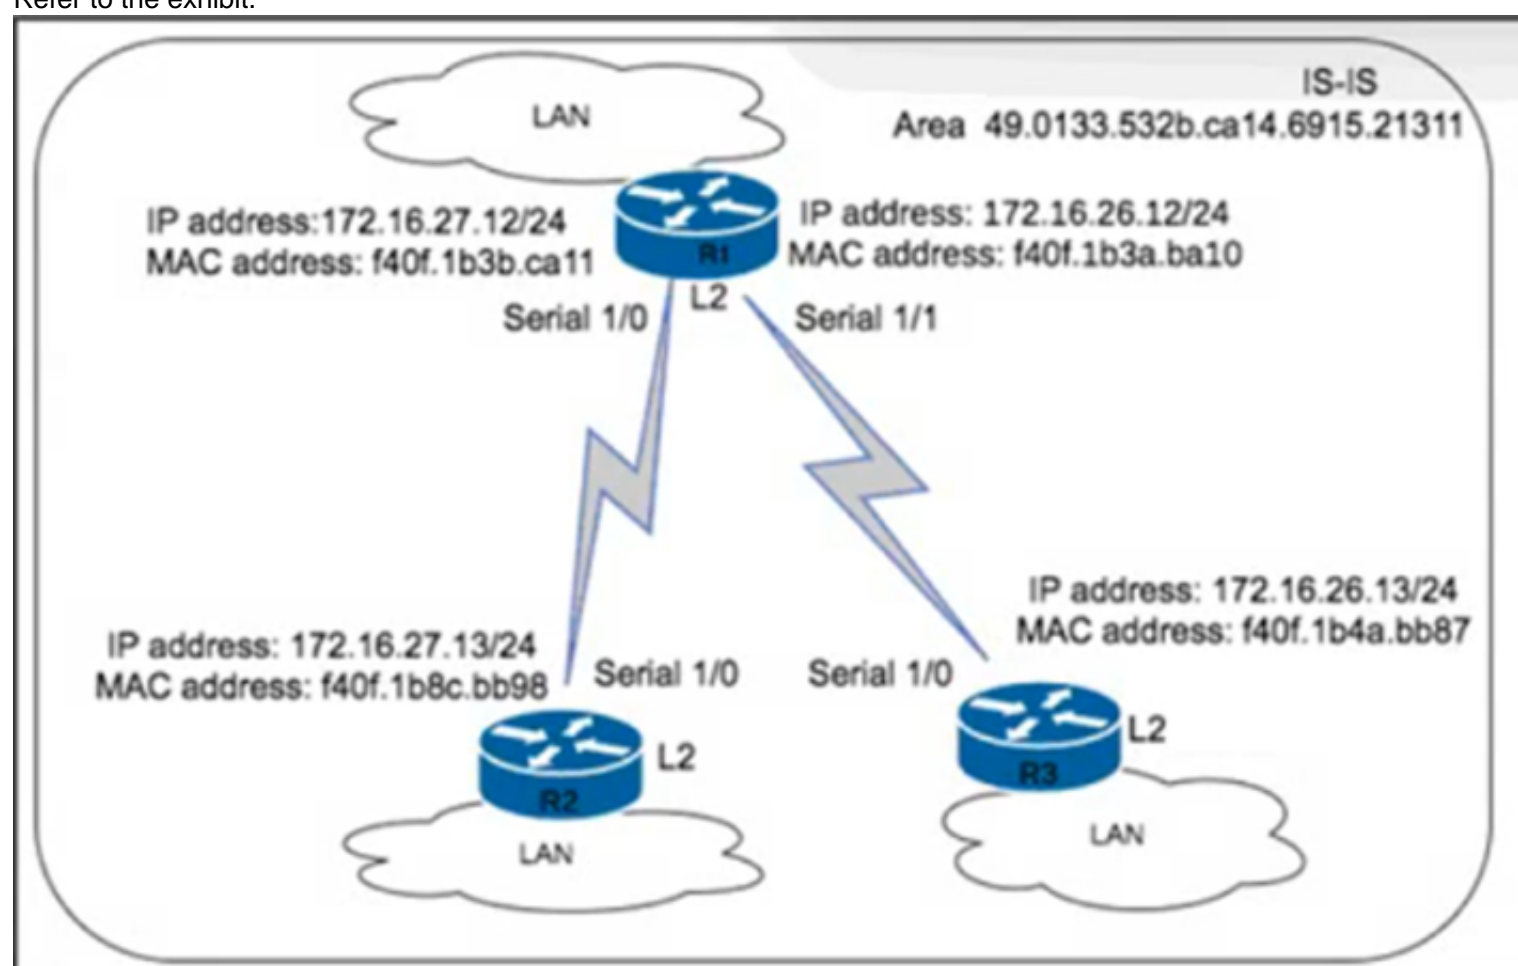 Refer to the exhibit.
IS-IS
Area 49.0133.532b.ca14.6915.21311
LAN
IP address:172.16.27.12/24
MAC address: f40f.1b3b.ca11
IP address: 172.16.26.12/24
MAC address: f40f.1b3a.ba10
R1
L2
Serial 1/0
Serial 1/1
IP address: 172.16.26.13/24
MAC address: f40f.1b4a.bb87
IP address: 172.16.27.13/24
MAC address: f40f.1b8c.bb98
Serial 1/0
Serial 1/0
L2
R2
L2
R3
LAN
LAN